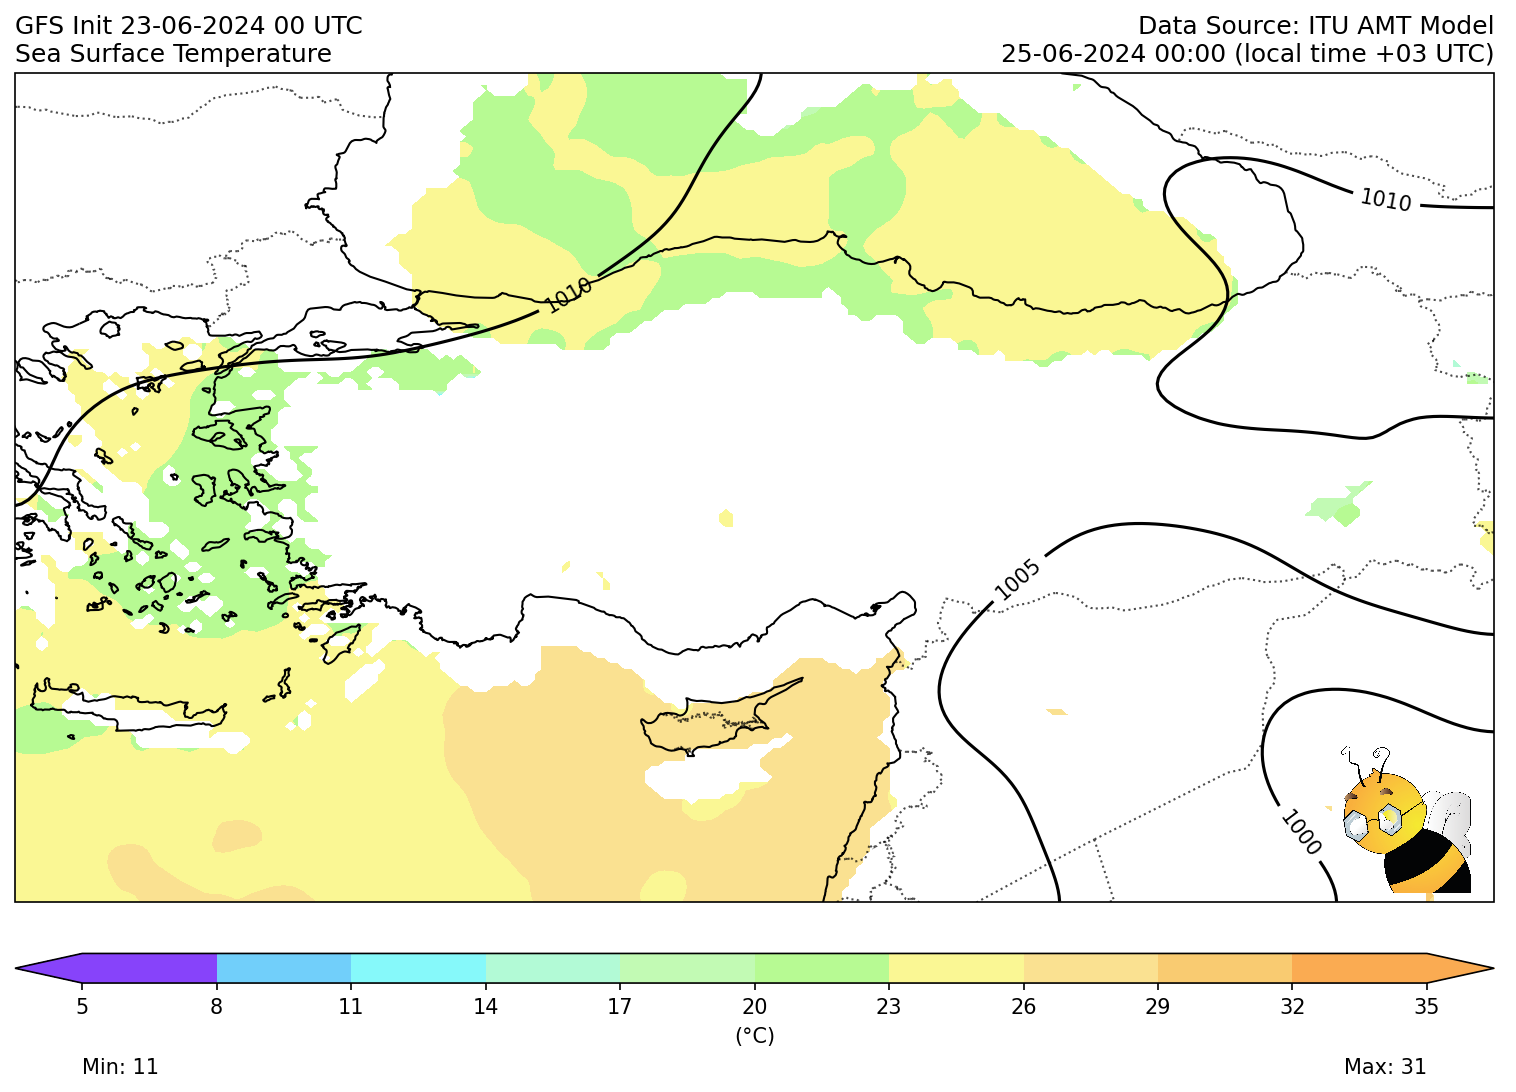 GFS Init 23-06-2024 00 UTC
Data Source: ITU AMT Model
Sea Surface Temperature
25-06-2024 00:00 (local time +03 UTC)
1010
1010
1005
1000
5 8 11 14 17 20 23 26 29 32 35
(°C)
Min: 11
Max: 31